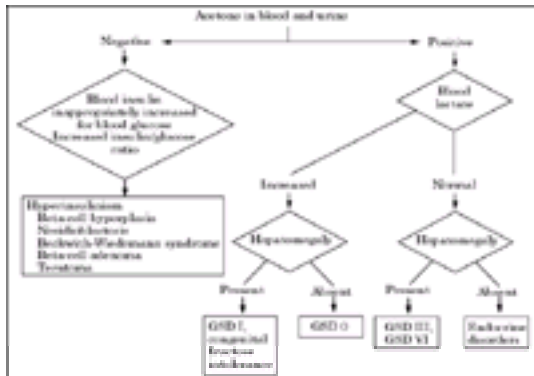 Acetone in blood and urine
Negative
Positive
Blood insulin
inappropriately increased
for blood glucose
Increased insulin/glucose
ratio
Blood
lactate
Increased
Normal
Hyperinsulinism
Beta cell hyperplasia
Nesidioblastosis
Beckwith-Wiedemann syndrome
Beta cell adenoma
Hepatomegaly
Hepatomegaly
Present
Absent
Present
Absent
GSD I,
congenital
fructose
intolerance
GSD 0
GSD III,
GSD VI
Endocrine
disorders